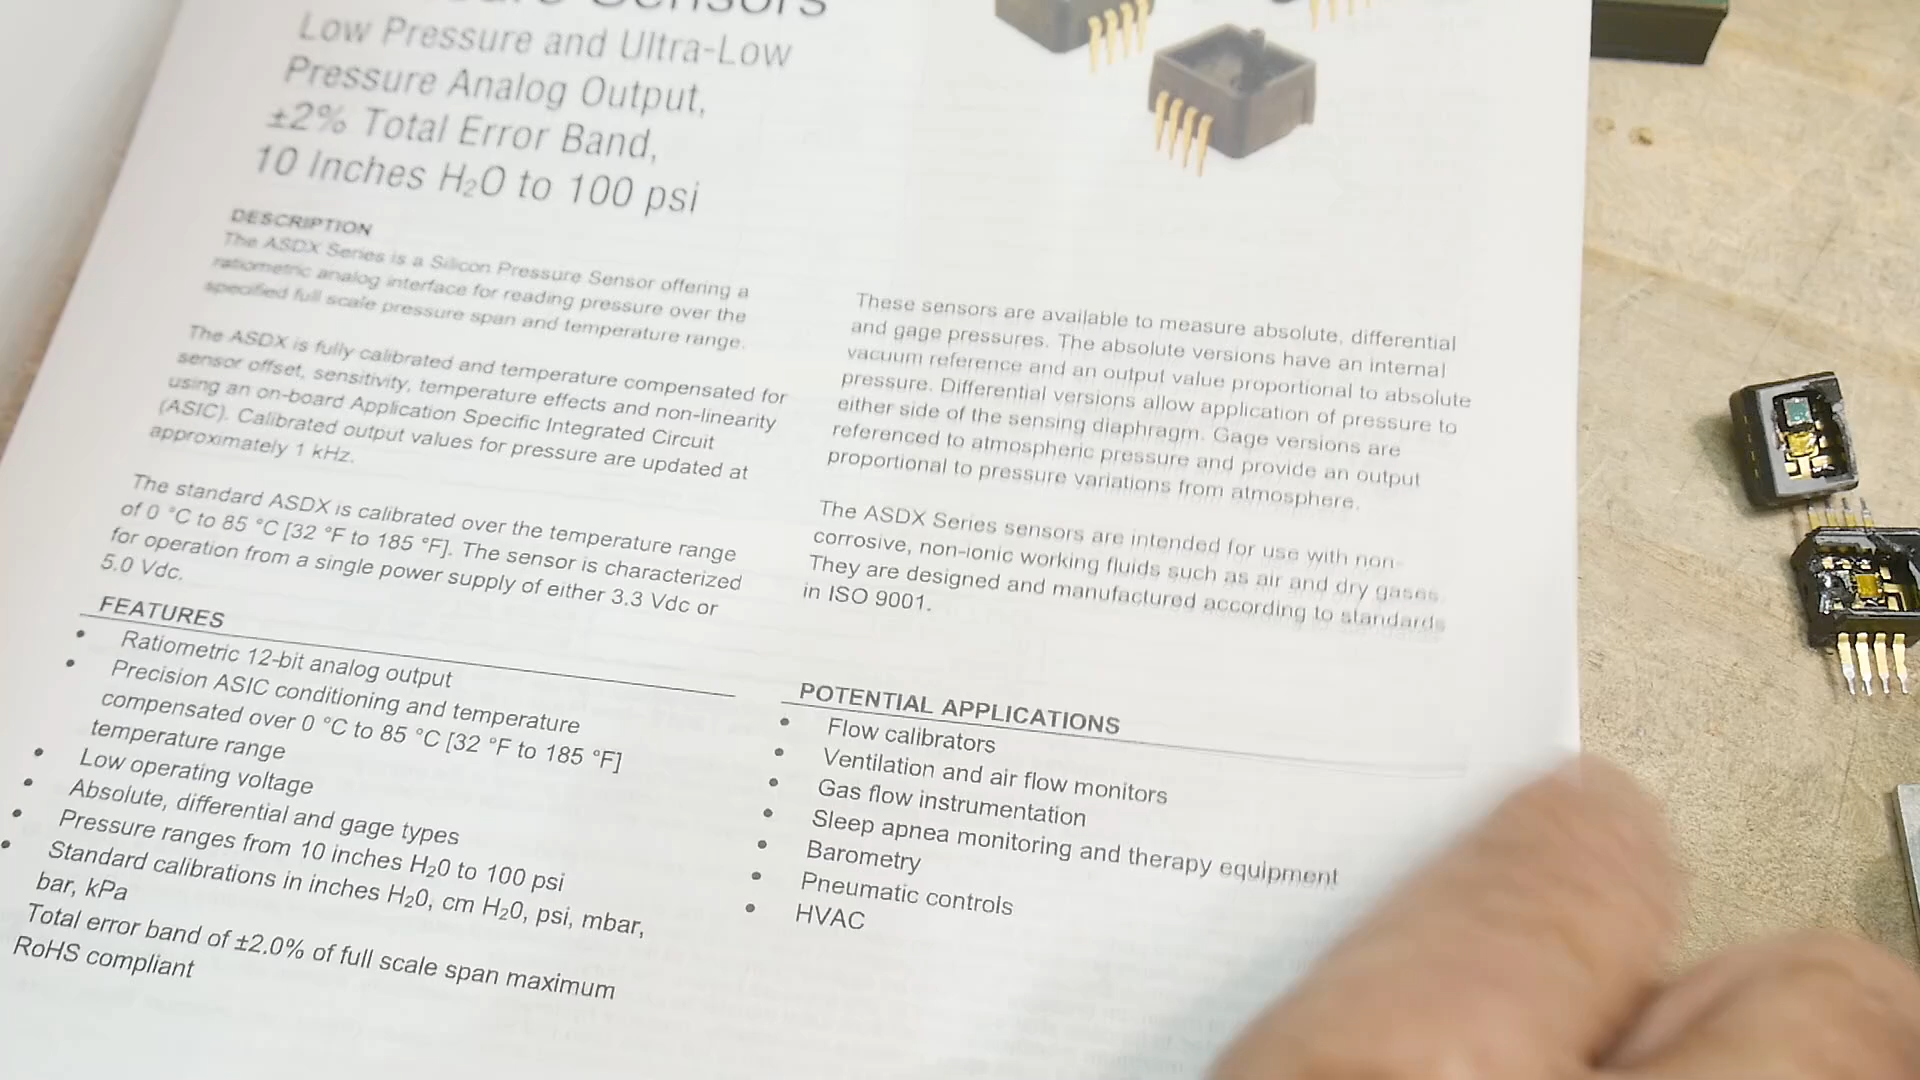 Sensors
Low Pressure and Ultra-Low
Pressure Analog Output,
±2% Total Error Band,
10 Inches H₂O to 100 psi
DESCRIPTION
The ASDX Series is a Silicon Pressure Sensor offering a
ratiometric analog interface for reading pressure over the
specified full scale pressure span and temperature range.
The ASDX is fully calibrated and temperature compensated for
sensor offset, sensitivity, temperature effects and non-linearity
using an on-board Application Specific Integrated Circuit
(ASIC). Calibrated output values for pressure are updated at
approximately 1 kHz.
The standard ASDX is calibrated over the temperature range
of 0 °C to 85 °C [32 °F to 185 °F]. The sensor is characterized
for operation from a single power supply of either 3.3 Vdc or
5.0 Vdc.
FEATURES
• Ratiometric 12-bit analog output
• Precision ASIC conditioning and temperature
compensated over 0 °C to 85 °C [32 °F to 185 °F]
temperature range
• Low operating voltage
• Absolute, differential and gage types
• Pressure ranges from 10 inches H₂0 to 100 psi
• Standard calibrations in inches H₂0, cm H₂0, psi, mbar,
bar, kPa
Total error band of ±2.0% of full scale span maximum
RoHS compliant
These sensors are available to measure absolute, differential
and gage pressures. The absolute versions have an internal
vacuum reference and an output value proportional to absolute
pressure. Differential versions allow application of pressure to
either side of the sensing diaphragm. Gage versions are
referenced to atmospheric pressure and provide an output
proportional to pressure variations from atmosphere.
The ASDX Series sensors are intended for use with non-
corrosive, non-ionic working fluids such as air and dry gases.
They are designed and manufactured according to standards
in ISO 9001.
POTENTIAL APPLICATIONS
• Flow calibrators
• Ventilation and air flow monitors
• Gas flow instrumentation
• Sleep apnea monitoring and therapy equipment
• Barometry
• Pneumatic controls
• HVAC